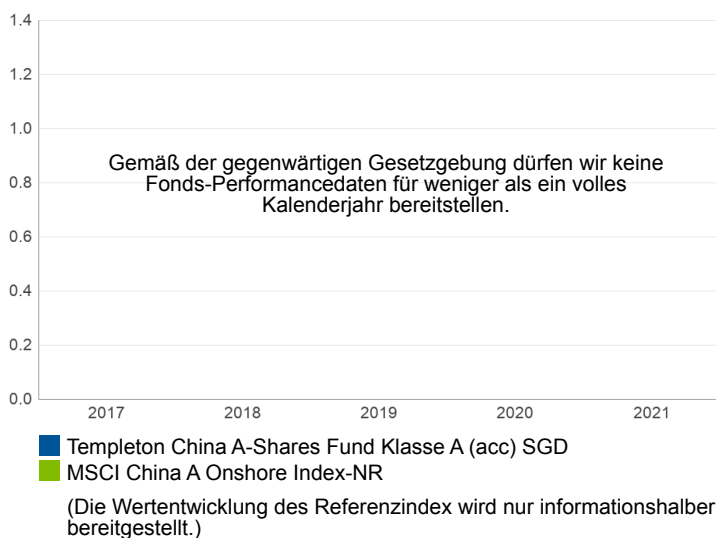 1.4
1.2
1.0
Gemäß der gegenwärtigen Gesetzgebung dürfen wir keine
0.8
Fonds-Performancedaten für weniger als ein volles
Kalenderjahr bereitstellen.
0.6
0.4
0.2
0.0
2017 2018 2019 2020 2021
Templeton China A-Shares Fund Klasse A (acc) SGD
MSCI China A Onshore Index-NR
(Die Wertentwicklung des Referenzindex wird nur informationshalber
bereitgestellt.)